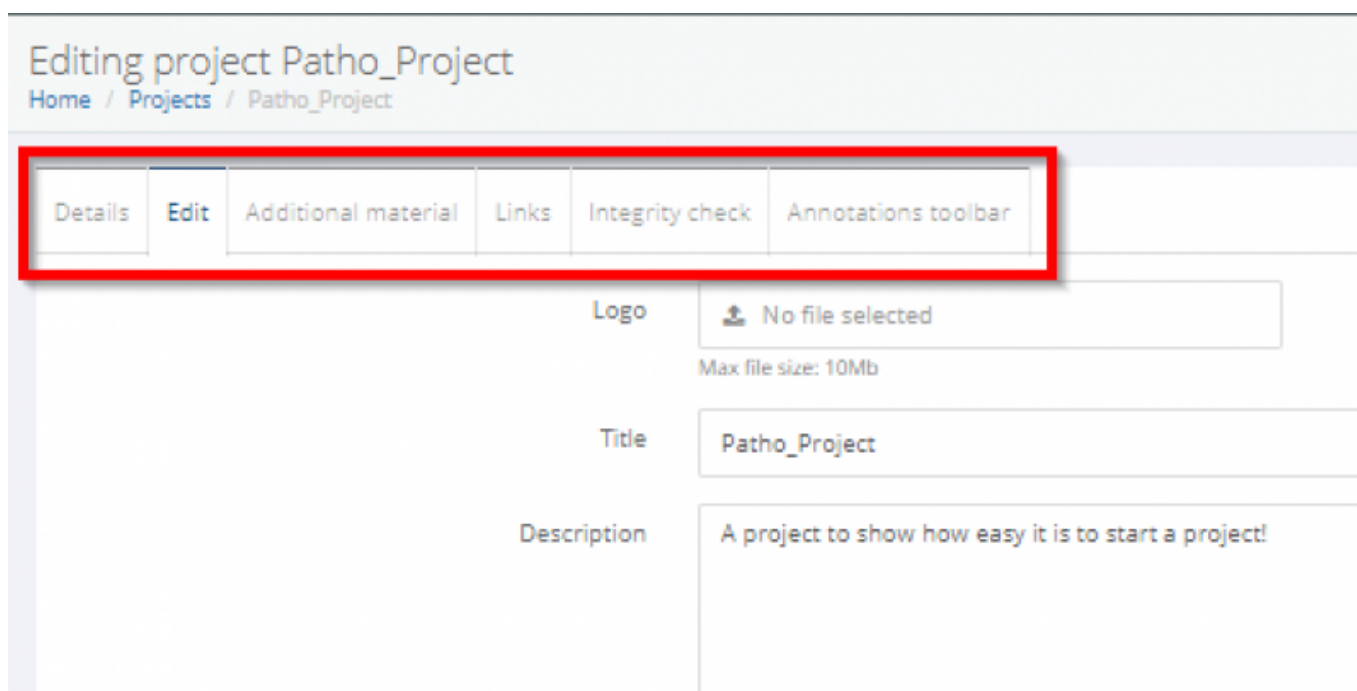 Editing project Patho_Project
Home / Projects / Patho_Project
Details Edit Additional material Links Integrity check Annotations toolbar
Logo No file selected
Max file size: 10Mb
Title Patho_Project
Description A project to show how easy it is to start a project!